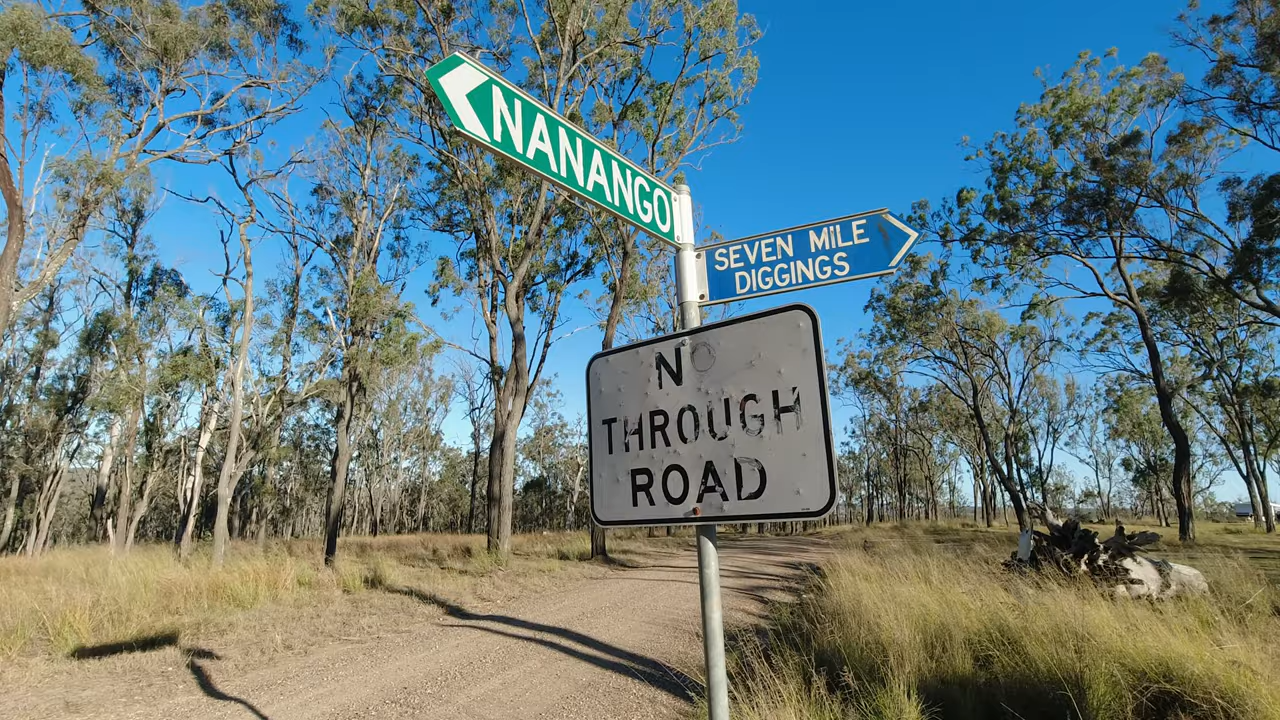 NANANGO
SEVEN MILE
DIGGINGS
NO
THROUGH
ROAD